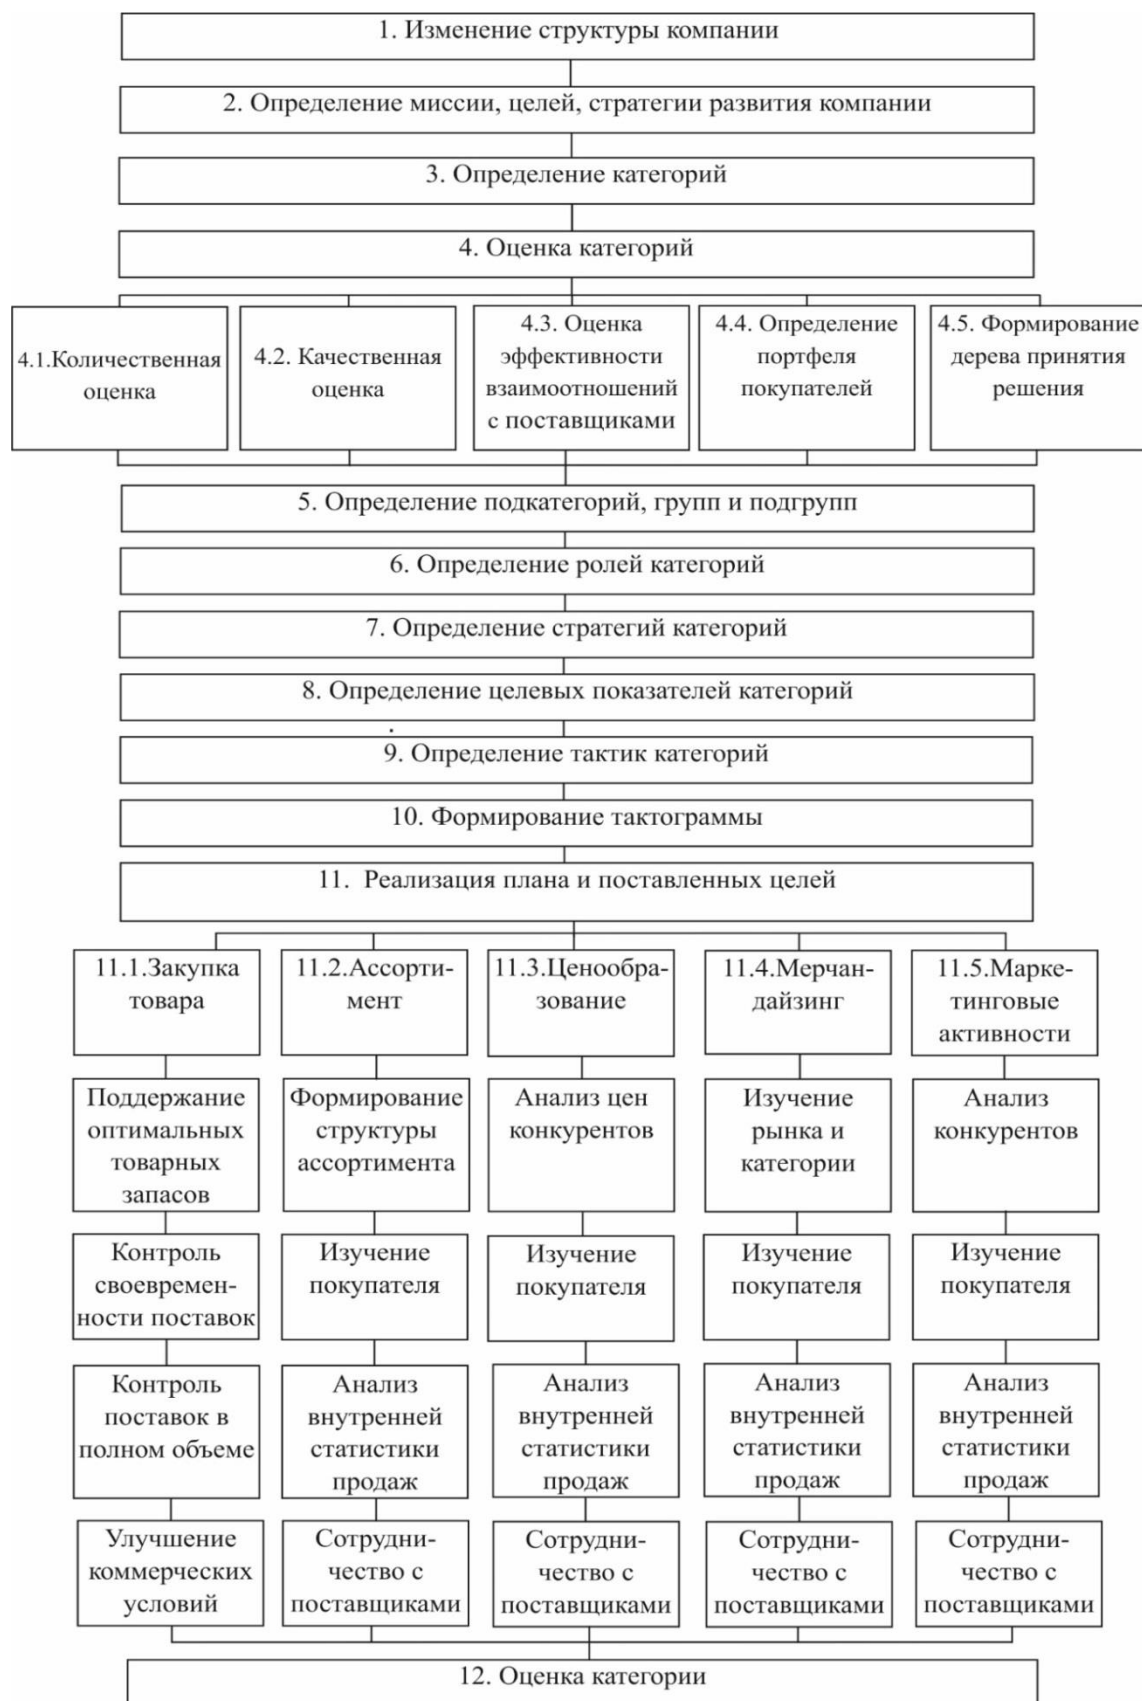 1. Изменение структуры компании
2. Определение миссии, целей, стратегии развития компании
3. Определение категорий
4. Оценка категорий
4.1.Количественная
оценка
4.2. Качественная
оценка
4.3. Оценка
эффективности
взаимоотношений
с поставщиками
4.4. Определение
портфеля
покупателей
4.5. Формирование
дерева принятия
решения
5. Определение подкатегорий, групп и подгрупп
6. Определение ролей категорий
7. Определение стратегий категорий
8. Определение целевых показателей категорий
9. Определение тактик категорий
10. Формирование тактограммы
11. Реализация плана и поставленных целей
11.1.Закупка
товара
11.2.Ассорти-
мент
11.3.Ценообра-
зование
11.4.Мерчан-
дайзинг
11.5.Марке-
тинговые
активности
Поддержание
оптимальных
товарных
запасов
Формирование
структуры
ассортимента
Анализ цен
конкурентов
Изучение
рынка и
категории
Анализ
конкурентов
Контроль
своевремен-
ности поставок
Изучение
покупателя
Изучение
покупателя
Изучение
покупателя
Изучение
покупателя
Контроль
поставок в
полном объеме
Анализ
внутренней
статистики
продаж
Анализ
внутренней
статистики
продаж
Анализ
внутренней
статистики
продаж
Анализ
внутренней
статистики
продаж
Улучшение
коммерческих
условий
Сотрудни-
чество с
поставщиками
Сотрудни-
чество с
поставщиками
Сотрудни-
чество с
поставщиками
Сотрудни-
чество с
поставщиками
12. Оценка категории